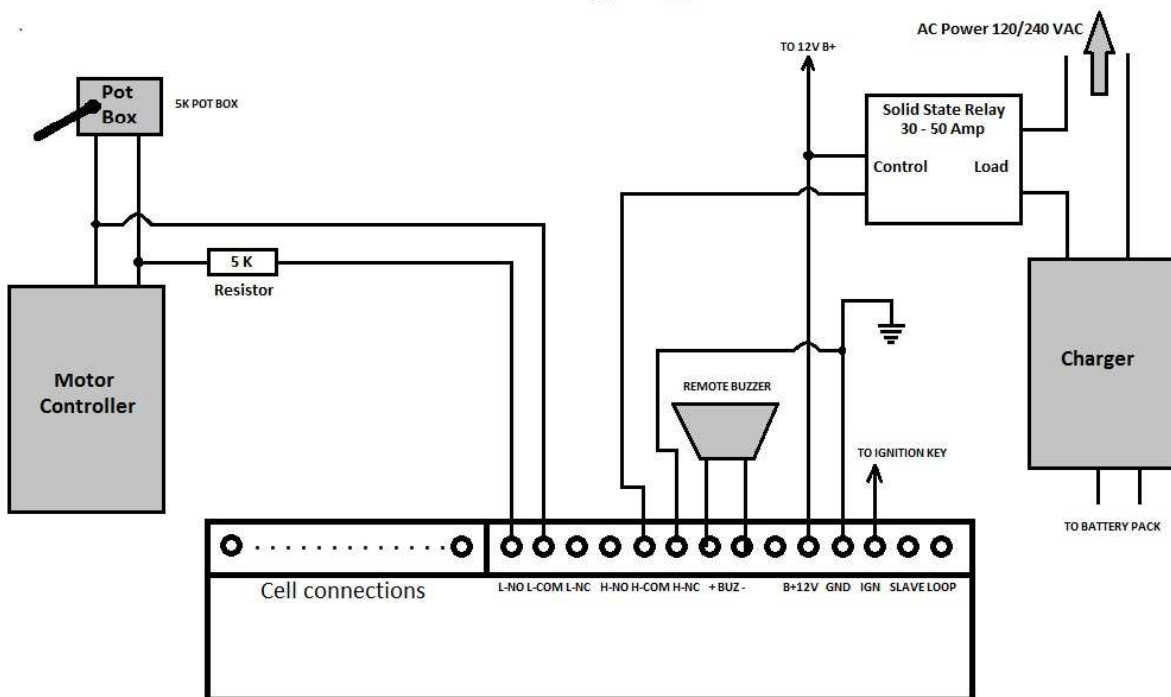 AC Power 120/240 VAC
TO 12V B+
Pot
Box
5K POT BOX
Solid State Relay
30 - 50 Amp
Control Load
5 K
Resistor
Motor
Controller
REMOTE BUZZER
Charger
TO IGNITION KEY
TO BATTERY PACK
Cell connections
L-NO L-COM L-NC H-NO H-COM H-NC + BUZ - B+12V GND IGN SLAVE LOOP